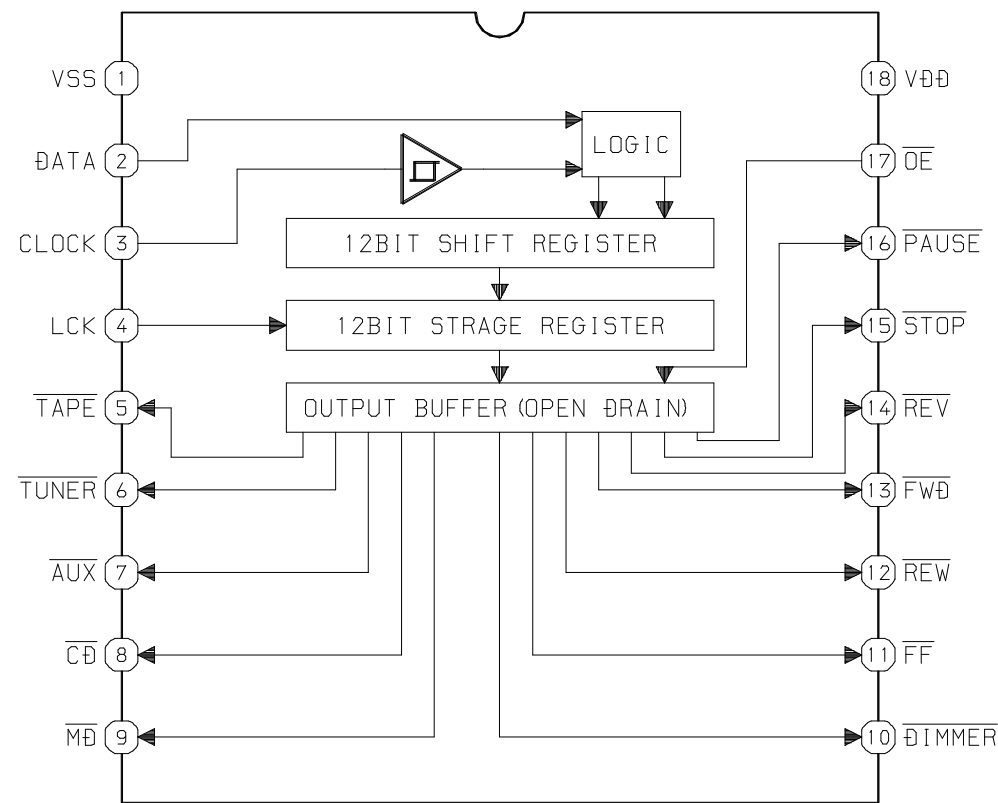 VSS 1
18 VDD
DATA 2
LOGIC
17 OE
CLOCK 3
12BIT SHIFT REGISTER
16 PAUSE
LCK 4
12BIT STRAGE REGISTER
15 STOP
TAPE 5
OUTPUT BUFFER(OPEN DRAIN)
14 REV
TUNER 6
13 FWD
AUX 7
12 REW
CD 8
11 FF
MD 9
10 DIMMER